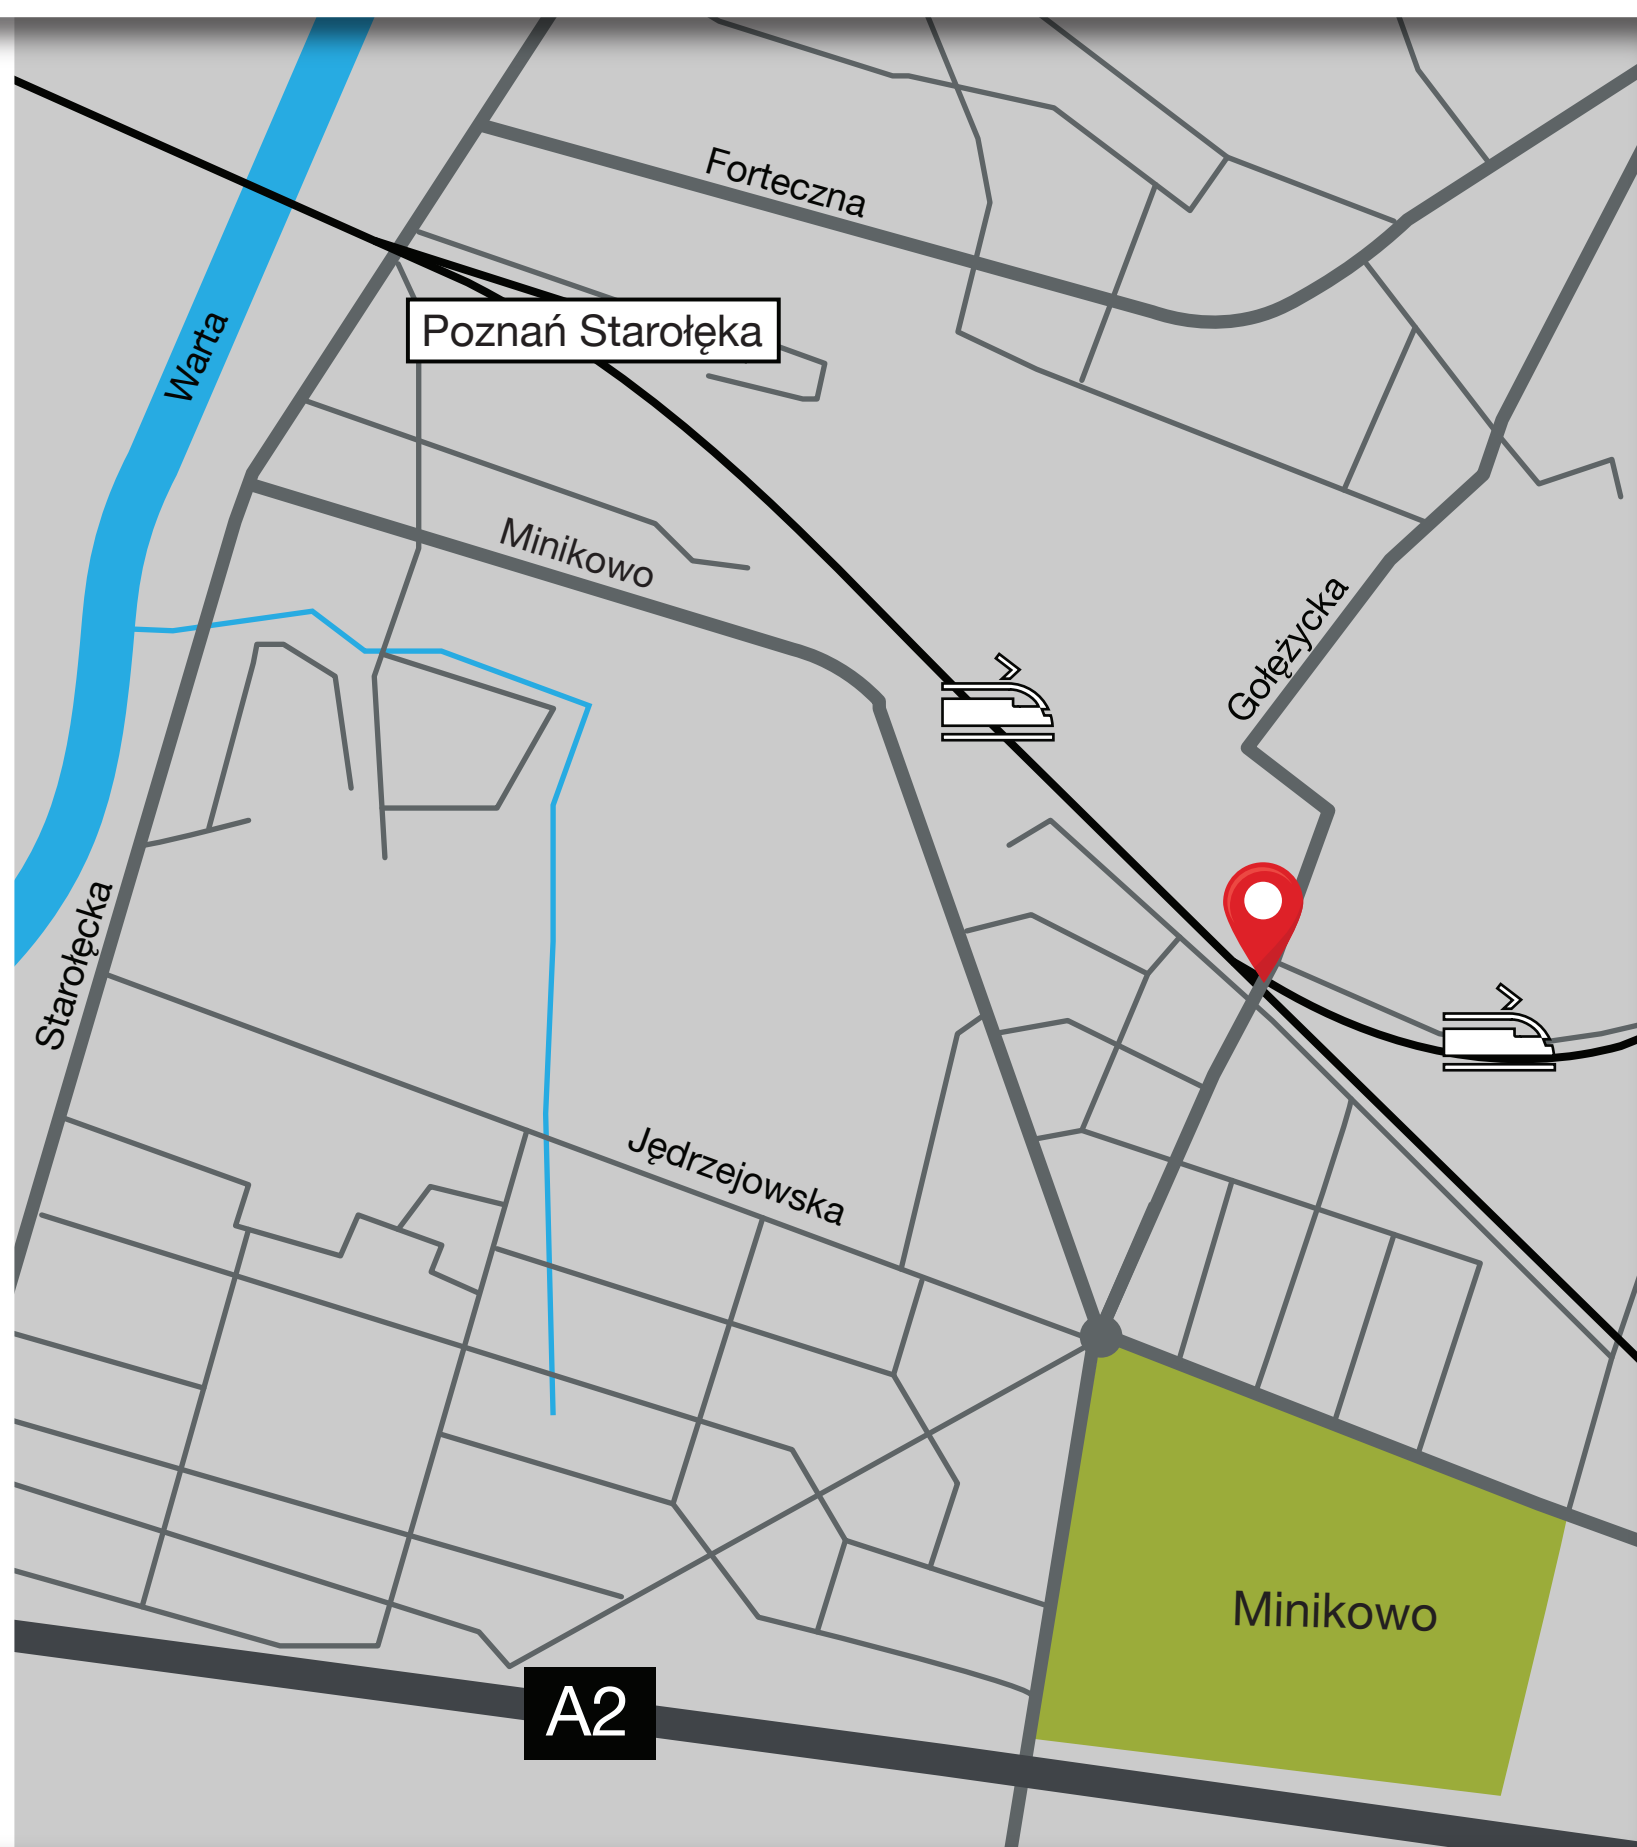 Forteczna
Warta
Poznań Starołęka
Minikowo
Gołężycka
Starołęcka
Jędrzejowska
Minikowo
A2